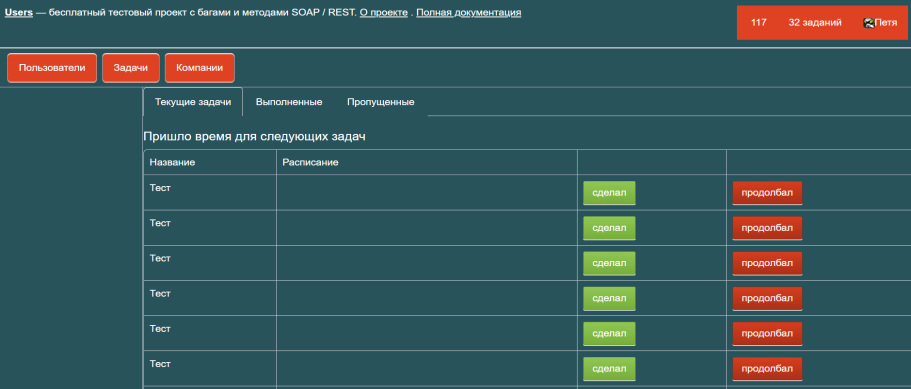 Users — бесплатный тестовый проект с багами и методами SOAP / REST. О проекте . Полная документация
117 32 заданий Петя
Пользователи Задачи Компании
Текущие задачи Выполненные Пропущенные
Пришло время для следующих задач
Название Расписание
Тест сделал продолбал
Тест сделал продолбал
Тест сделал продолбал
Тест сделал продолбал
Тест сделал продолбал
Тест сделал продолбал